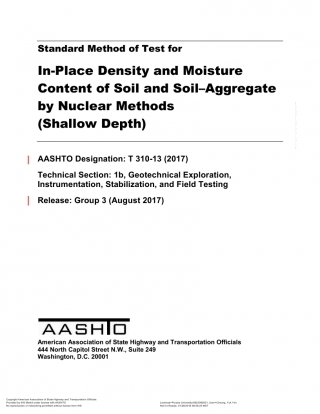 Standard Method of Test for
In-Place Density and Moisture
Content of Soil and Soil–Aggregate
by Nuclear Methods
(Shallow Depth)
AASHTO Designation: T 310-13 (2017)
Technical Section: 1b, Geotechnical Exploration,
Instrumentation, Stabilization, and Field Testing
Release: Group 3 (August 2017)
AASHTO
American Association of State Highway and Transportation Officials
444 North Capitol Street N.W., Suite 249
Washington, D.C. 20001